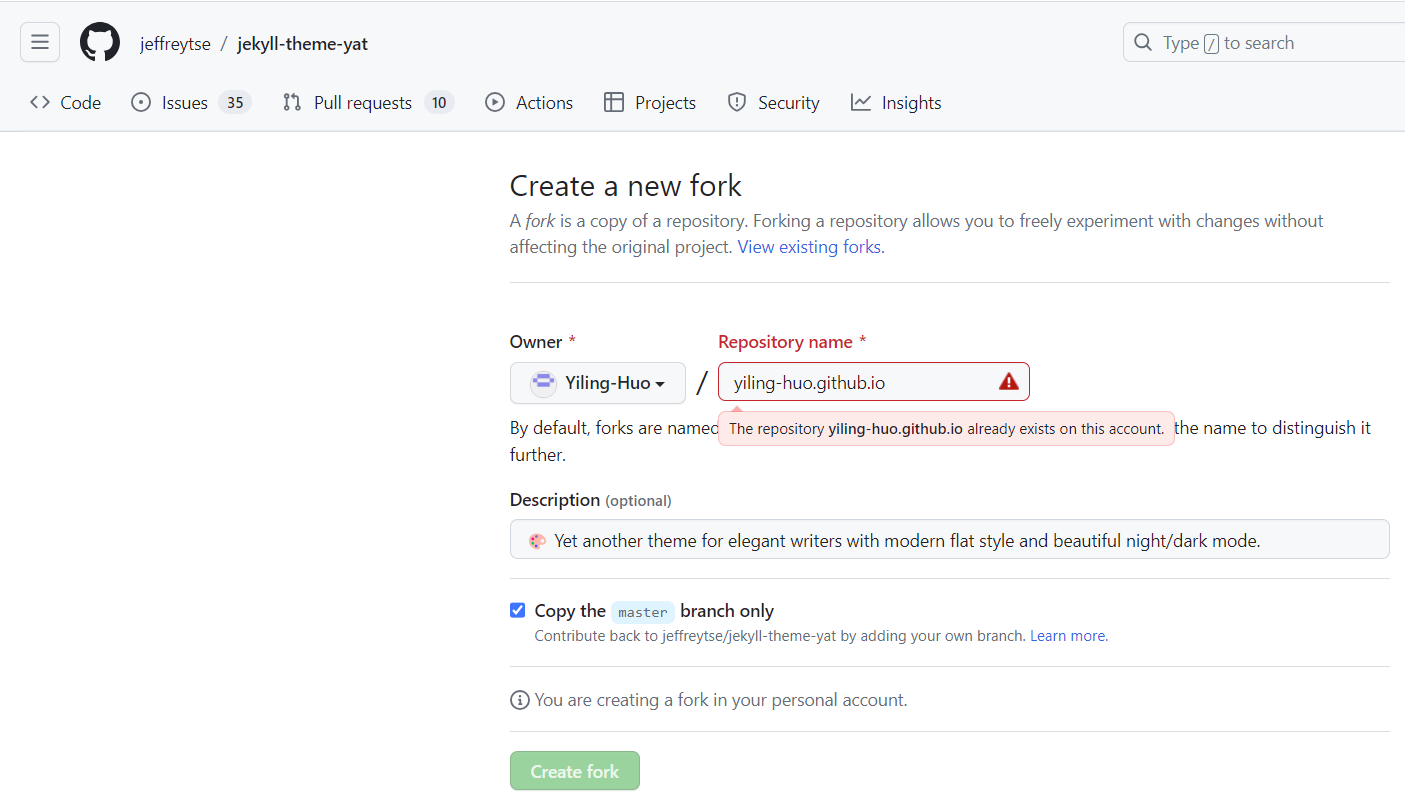 jeffreytse / jekyll-theme-yat
Type / to search
Code Issues 35 Pull requests 10 Actions Projects Security Insights
Create a new fork
A fork is a copy of a repository. Forking a repository allows you to freely experiment with changes without
affecting the original project. View existing forks.
Owner * Repository name *
Yiling-Huo / yiling-huo.github.io
By default, forks are named
The repository yiling-huo.github.io already exists on this account.
the name to distinguish it
further.
Description (optional)
🎨 Yet another theme for elegant writers with modern flat style and beautiful night/dark mode.
Copy the master branch only
Contribute back to jeffreytse/jekyll-theme-yat by adding your own branch. Learn more.
You are creating a fork in your personal account.
Create fork